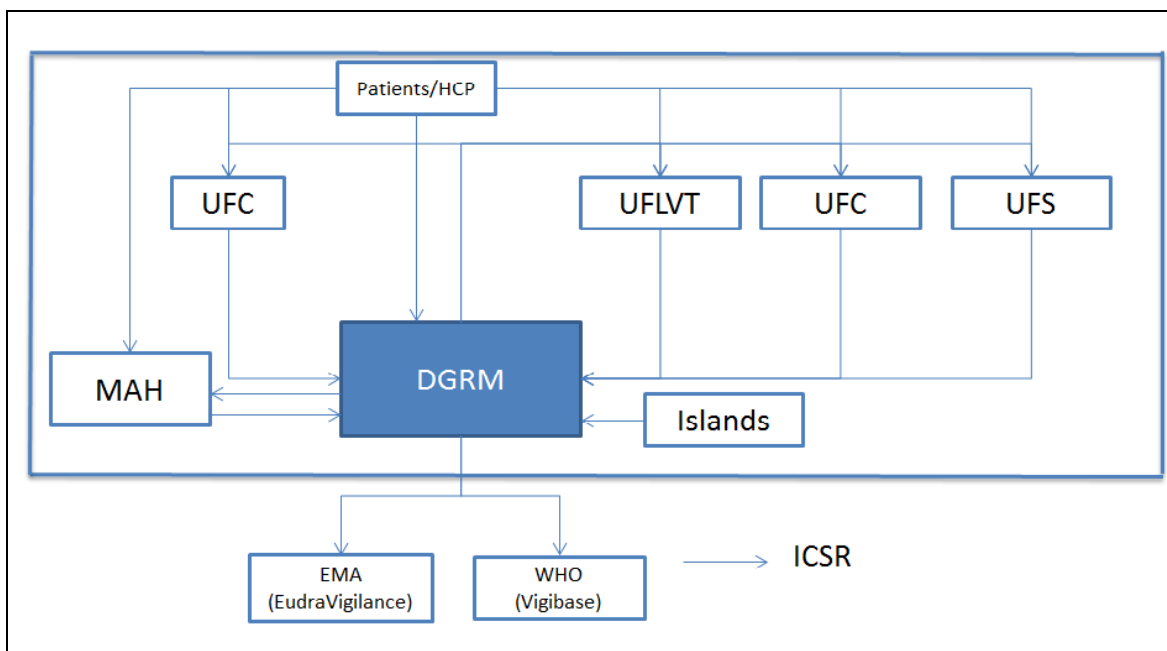 Patients/HCP
UFC
UFLVT
UFC
UFS
MAH
DGRM
Islands
EMA
(EudraVigilance)
WHO
(Vigibase)
ICSR